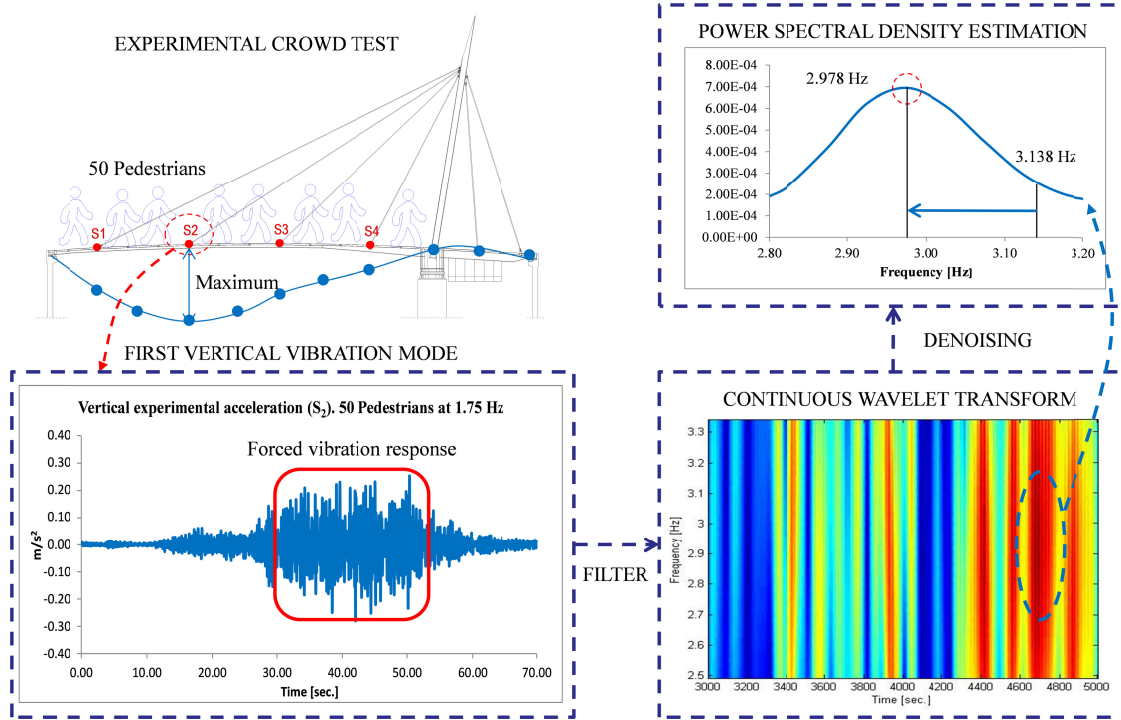 EXPERIMENTAL CROWD TEST
50 Pedestrians
S1
S2
S3
S4
Maximum
FIRST VERTICAL VIBRATION MODE
Vertical experimental acceleration (S2). 50 Pedestrians at 1.75 Hz
Forced vibration response
m/s²
0.40
0.30
0.20
0.10
0.00
-0.10
-0.20
-0.30
-0.40
0.00 10.00 20.00 30.00 40.00 50.00 60.00 70.00
Time [sec.]
FILTER
POWER SPECTRAL DENSITY ESTIMATION
8.00E-04
7.00E-04
6.00E-04
5.00E-04
4.00E-04
3.00E-04
2.00E-04
1.00E-04
0.00E+00
2.978 Hz
3.138 Hz
2.80 2.90 3.00 3.10 3.20
Frequency [Hz]
DENOISING
CONTINUOUS WAVELET TRANSFORM
Frequency [Hz]
3.3
3.2
3.1
3
2.9
2.8
2.7
2.6
2.5
3000 3400 3800 4000 4200 4400 4600 4800 5000
Time [sec.]